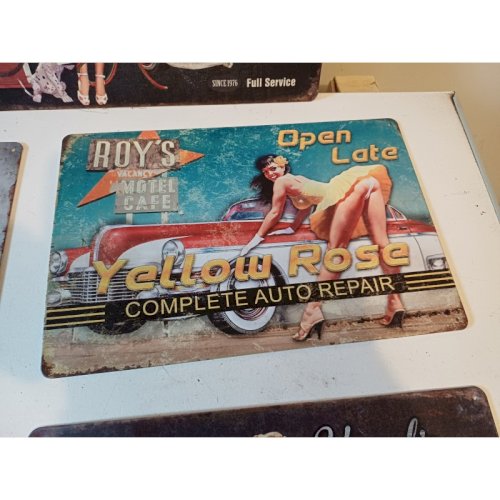 SINCE 1976 Full Service
ROY'S
VACANCY
MOTEL
CAFE
Open
Late
Yellow Rose
COMPLETE AUTO REPAIR